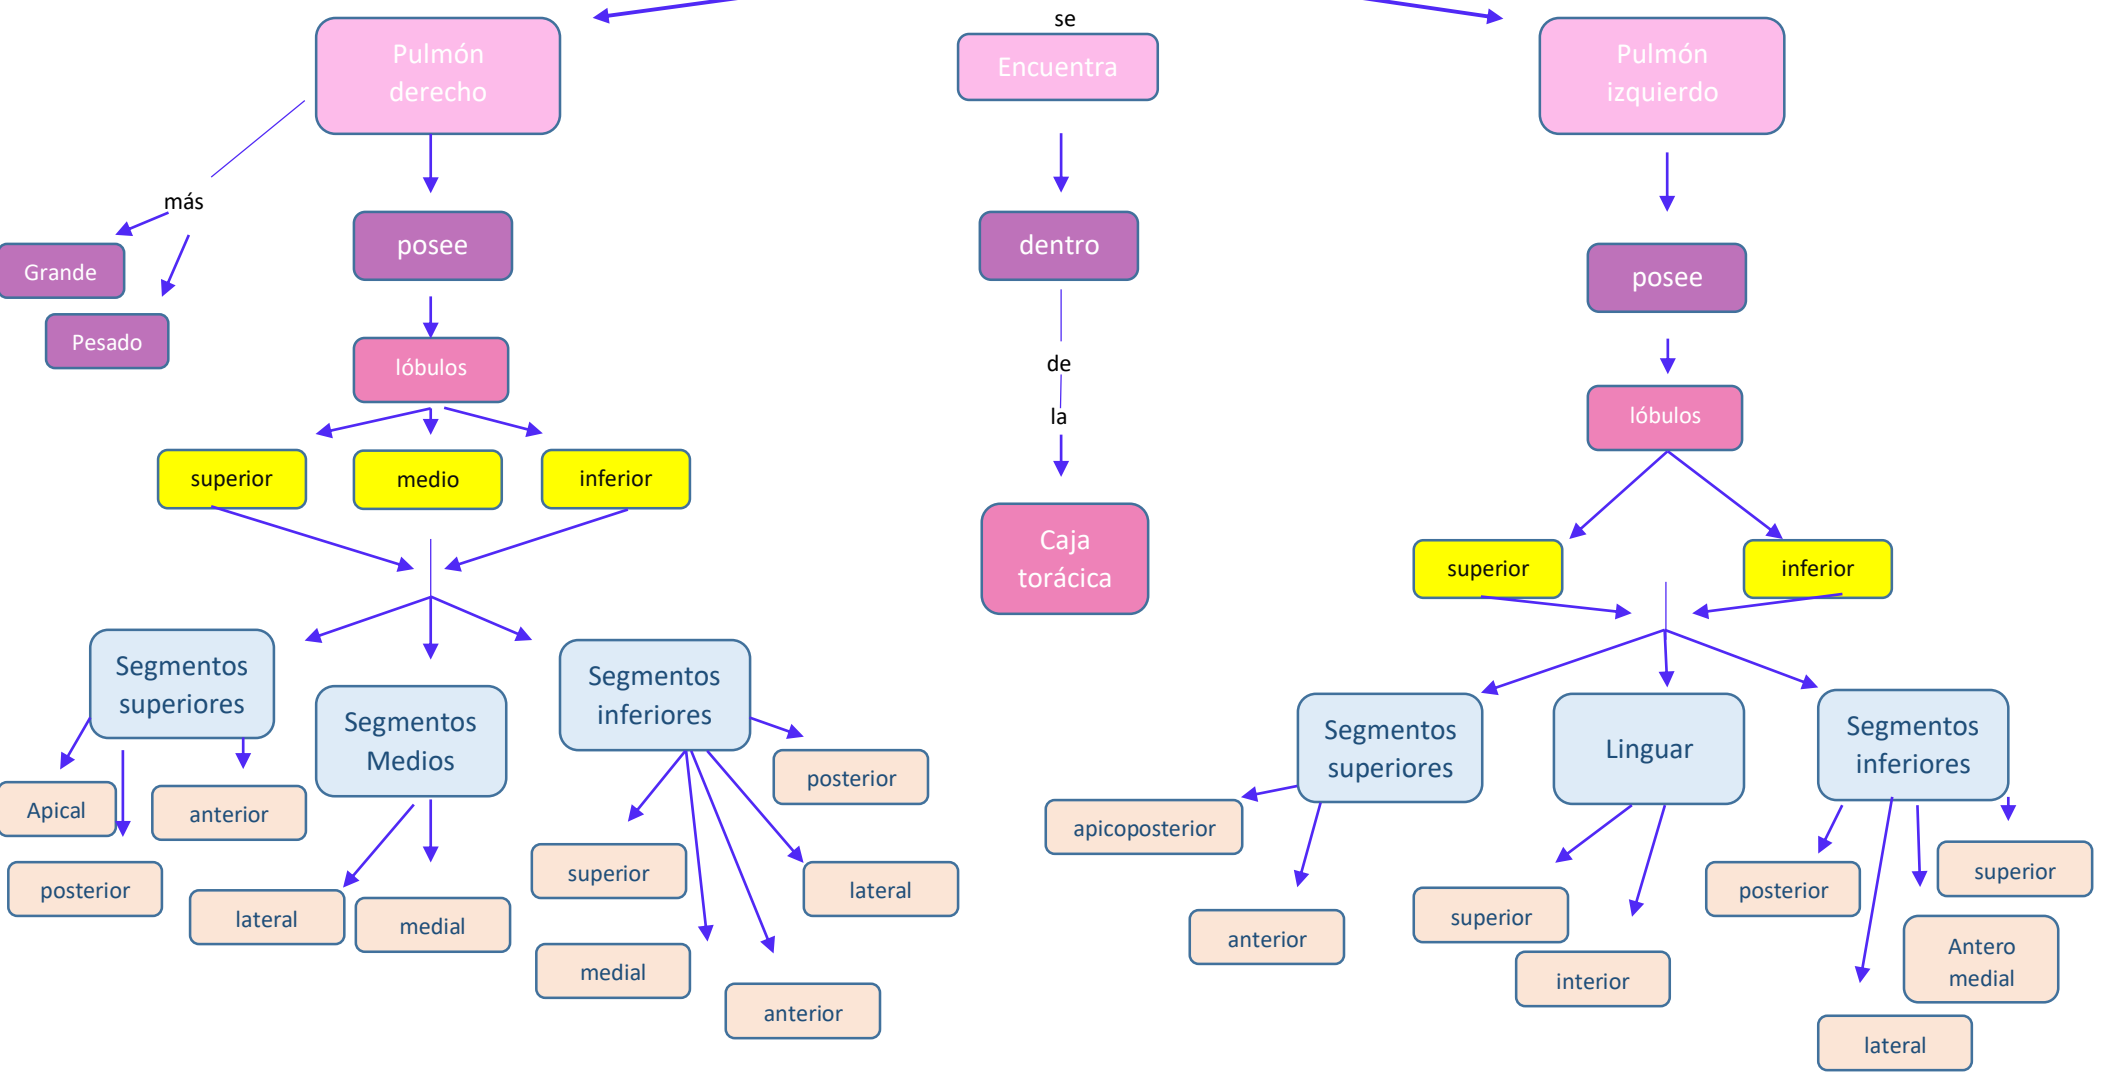 se
Pulmón
derecho
Encuentra
Pulmón
izquierdo
más
Grande
Pesado
posee
lóbulos
superior
medio
inferior
Segmentos
superiores
Segmentos
Medios
Segmentos
inferiores
Apical
posterior
anterior
lateral
medial
superior
medial
anterior
lateral
posterior
dentro
de
la
Caja
torácica
posee
lóbulos
superior
inferior
Segmentos
superiores
Linguar
Segmentos
inferiores
apicoposterior
anterior
superior
interior
posterior
lateral
Antero
medial
superior